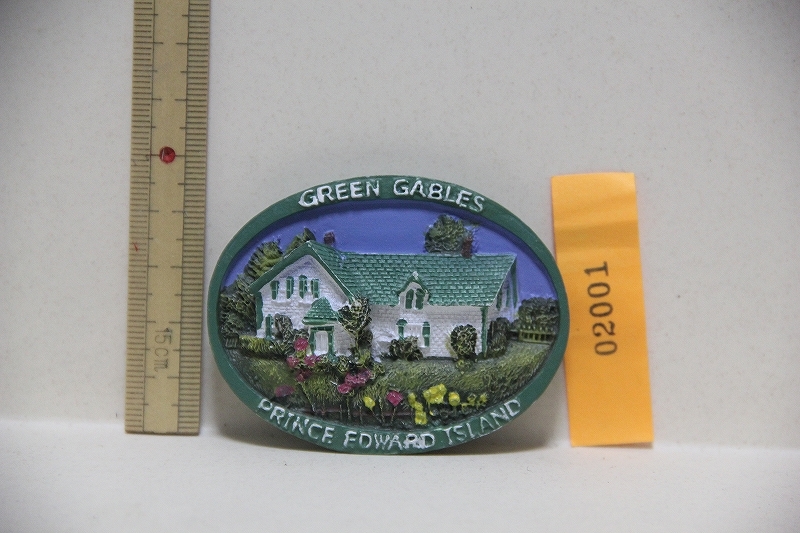 GREEN GABLES
PRINCE EDWARD ISLAND
15cm
02001